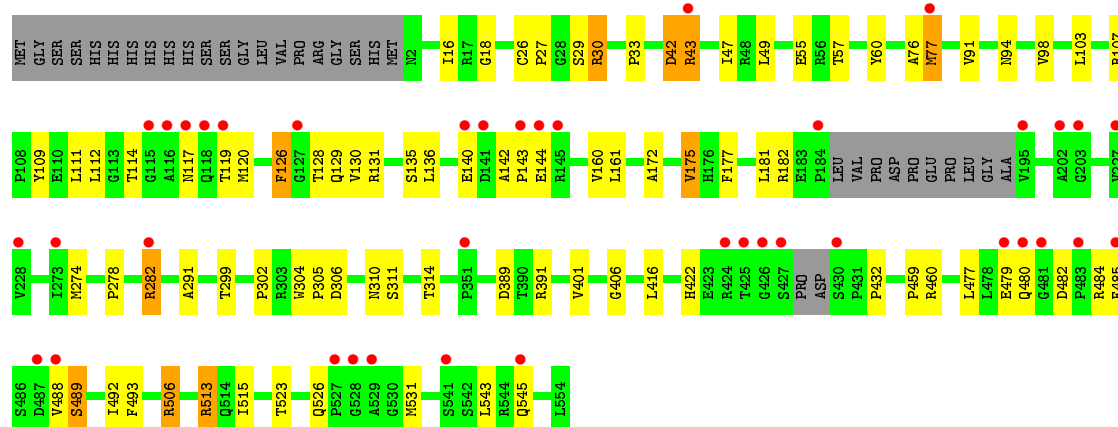 MET GLY SER SER HIS HIS HIS HIS HIS HIS SER SER GLY LEU VAL PRO ARG GLY SER HIS MET N2 I16 R17 G18 C26 P27 G28 S29 R30 P33 D42 R43 I47 R48 L49 E55 R56 T57 Y60 A76 M77 V91 N94 V98 L103 R107
P108 Y109 E110 L111 L112 G113 T114 G115 A116 N117 Q118 T119 M120 F126 G127 T128 Q129 V130 R131 S135 L136 E140 D141 A142 P143 E144 R145 V160 L161 A172 V175 H176 F177 L181 R182 E183 P184 LEU VAL PRO ASP PRO GLU PRO LEU GLY ALA V195 A202 G203 V227
V228 I273 M274 P278 R282 A291 T299 P302 R303 W304 P305 D306 N310 S311 T314 P351 D389 T390 R391 V401 G406 L416 H422 E423 R424 T425 G426 S427 PRO ASP S430 P431 P432 P459 R460 L477 L478 E479 Q480 G481 D482 P483 R484
S486 D487 V488 S489 I492 F493 R506 R513 Q514 I515 T523 Q526 P527 G528 A529 G530 M531 S541 S542 L543 R544 Q545 L554